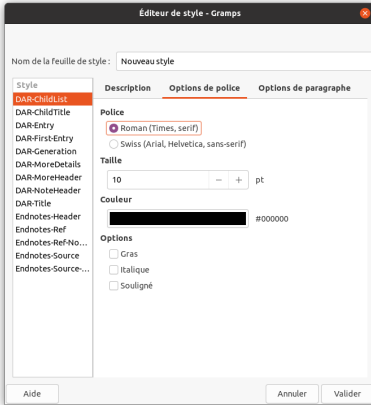 Éditeur de style - Gramps
Nom de la feuille de style : Nouveau style
Style
DAR-ChildList
DAR-ChildTitle
DAR-Entry
DAR-First-Entry
DAR-Generation
DAR-MoreDetails
DAR-MoreHeader
DAR-NoteHeader
DAR-Title
Endnotes-Header
Endnotes-Ref
Endnotes-Ref-No...
Endnotes-Source
Endnotes-Source-...
Description Options de police Options de paragraphe
Police
Roman (Times, serif)
Swiss (Arial, Helvetica, sans-serif)
Taille
10 − + pt
Couleur
#000000
Options
Gras
Italique
Souligné
Aide Annuler Valider